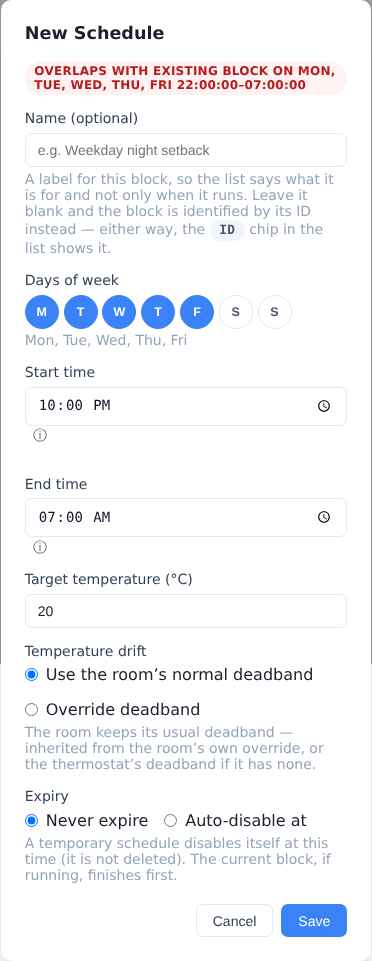 New Schedule
OVERLAPS WITH EXISTING BLOCK ON MON,
TUE, WED, THU, FRI 22:00:00–07:00:00
Name (optional)
e.g. Weekday night setback
A label for this block, so the list says what it
is for and not only when it runs. Leave it
blank and the block is identified by its ID
instead — either way, the ID chip in the
list shows it.
Days of week
M T W T F S S
Mon, Tue, Wed, Thu, Fri
Start time
10:00 PM
ⓘ
End time
07:00 AM
ⓘ
Target temperature (°C)
20
Temperature drift
Use the room’s normal deadband
Override deadband
The room keeps its usual deadband —
inherited from the room’s own override, or
the thermostat’s deadband if it has none.
Expiry
Never expire Auto-disable at
A temporary schedule disables itself at this
time (it is not deleted). The current block, if
running, finishes first.
Cancel Save